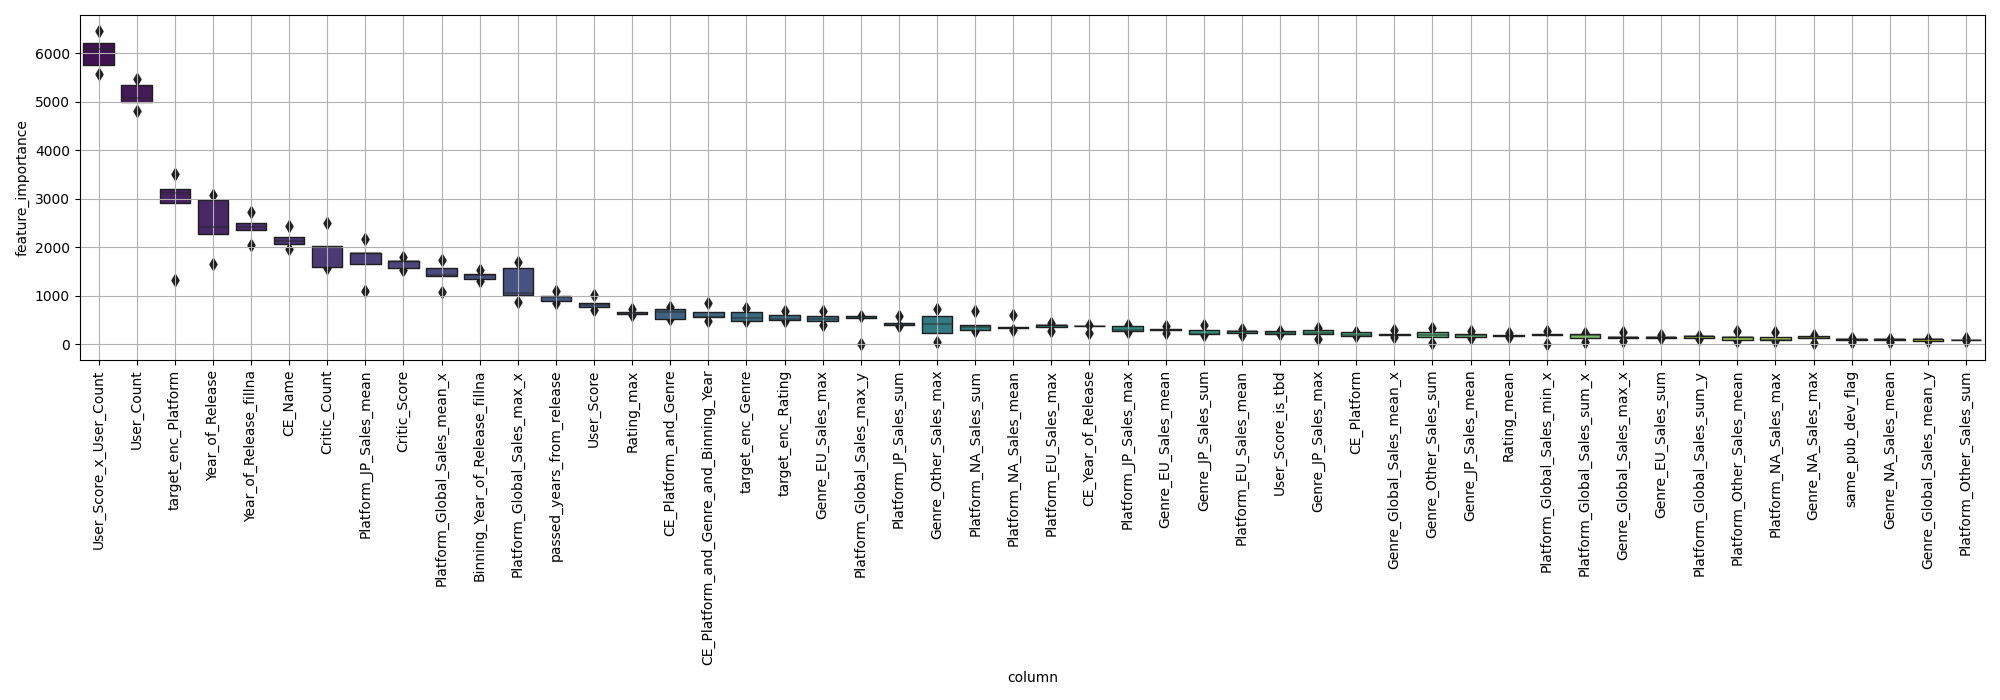 feature_importance
6000
5000
4000
3000
2000
1000
0
User_Score_x_User_Count
User_Count
target_enc_Platform
Year_of_Release
Year_of_Release_fillna
CE_Name
Critic_Count
Platform_JP_Sales_mean
Critic_Score
Platform_Global_Sales_mean_x
Binning_Year_of_Release_fillna
Platform_Global_Sales_max_x
passed_years_from_release
User_Score
Rating_max
CE_Platform_and_Genre
CE_Platform_and_Genre_and_Binning_Year
target_enc_Genre
target_enc_Rating
Genre_EU_Sales_max
Platform_Global_Sales_max_y
Platform_JP_Sales_sum
Genre_Other_Sales_max
Platform_NA_Sales_sum
Platform_NA_Sales_mean
Platform_EU_Sales_max
CE_Year_of_Release
Platform_JP_Sales_max
Genre_EU_Sales_mean
Genre_JP_Sales_sum
Platform_EU_Sales_mean
User_Score_is_tbd
Genre_JP_Sales_max
CE_Platform
Genre_Global_Sales_mean_x
Genre_Other_Sales_sum
Genre_JP_Sales_mean
Rating_mean
Platform_Global_Sales_min_x
Platform_Global_Sales_sum_x
Genre_Global_Sales_max_x
Genre_EU_Sales_sum
Platform_Global_Sales_sum_y
Platform_Other_Sales_mean
Platform_NA_Sales_max
Genre_NA_Sales_max
same_pub_dev_flag
Genre_NA_Sales_mean
Genre_Global_Sales_mean_y
Platform_Other_Sales_sum
column